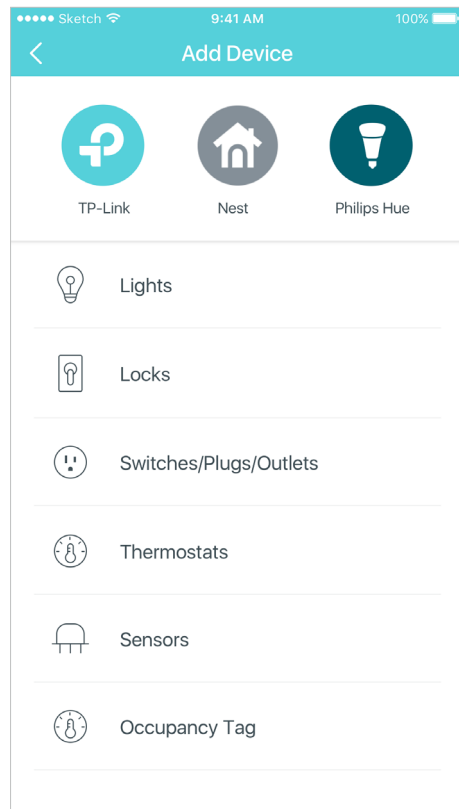 Sketch 9:41 AM 100%
Add Device
TP-Link Nest Philips Hue
Lights
Locks
Switches/Plugs/Outlets
Thermostats
Sensors
Occupancy Tag